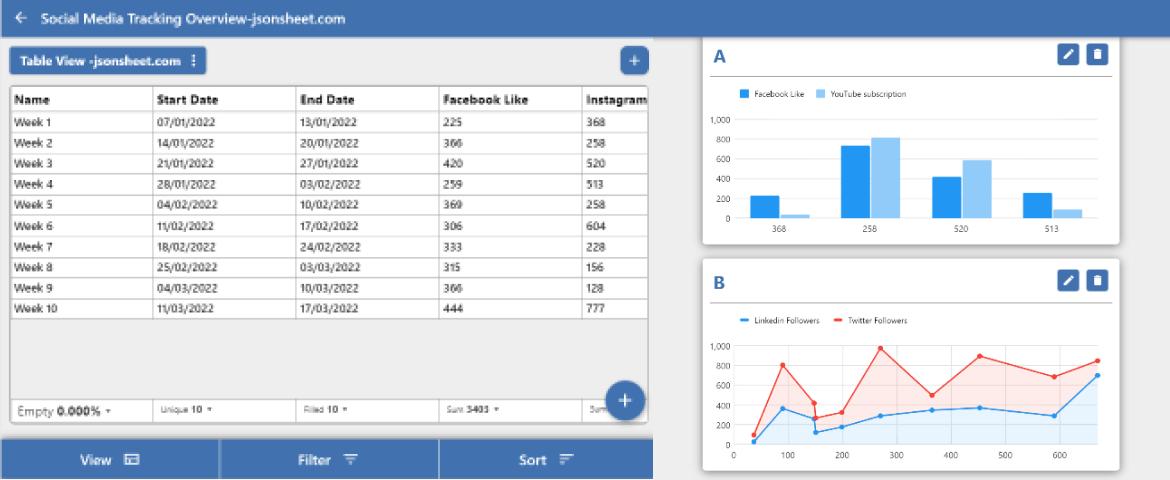 Social Media Tracking Overview-jsonsheet.com
Table View -jsonsheet.com
Name Start Date End Date Facebook Like Instagram
Week 1 07/01/2022 13/01/2022 225 368
Week 2 14/01/2022 20/01/2022 366 258
Week 3 21/01/2022 27/01/2022 420 520
Week 4 28/01/2022 03/02/2022 259 513
Week 5 04/02/2022 10/02/2022 369 258
Week 6 11/02/2022 17/02/2022 306 604
Week 7 18/02/2022 24/02/2022 333 228
Week 8 25/02/2022 03/03/2022 315 156
Week 9 04/03/2022 10/03/2022 366 128
Week 10 11/03/2022 17/03/2022 444 777
Empty 0.000% Unique 10 Filled 10 Sum 3403 Sum
View Filter Sort
A
Facebook Like YouTube subscription
1,000
800
600
400
200
0
368 258 520 513
B
Linkedin Followers Twitter Followers
1,000
800
600
400
200
0
0 100 200 300 400 500 600